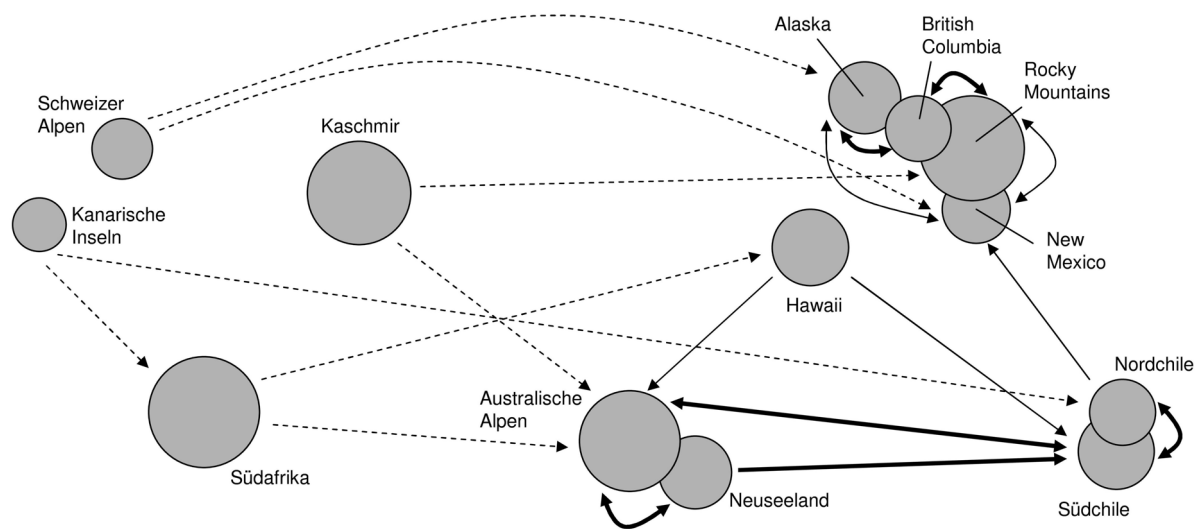 Alaska
British
Columbia
Rocky
Mountains
Schweizer
Alpen
Kaschmir
Kanarische
Inseln
New
Mexico
Hawaii
Nordchile
Australische
Alpen
Südafrika
Neuseeland
Südchile